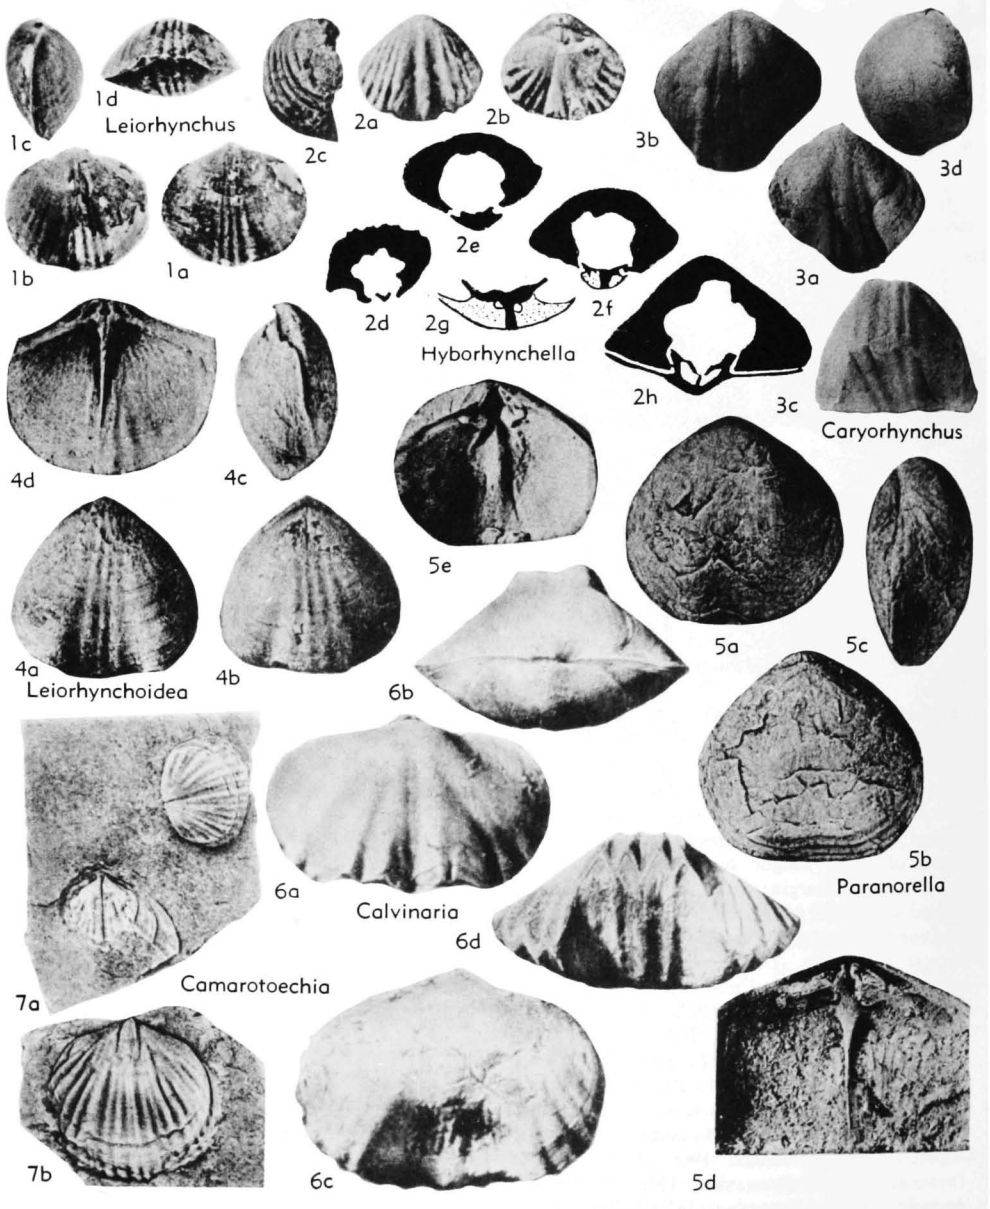 1c
1d
Leiorhynchus
2c
2a
2b
3b
3d
1b
1a
2e
3a
2d
2g
2f
Hyborhynchella
2h
3c
Caryorhynchus
4d
4c
5e
5a
5c
4a
4b
Leiorhynchoidea
6b
5b
Paranorella
6a
Calvinaria
6d
7a
Camarotoechia
7b
6c
5d